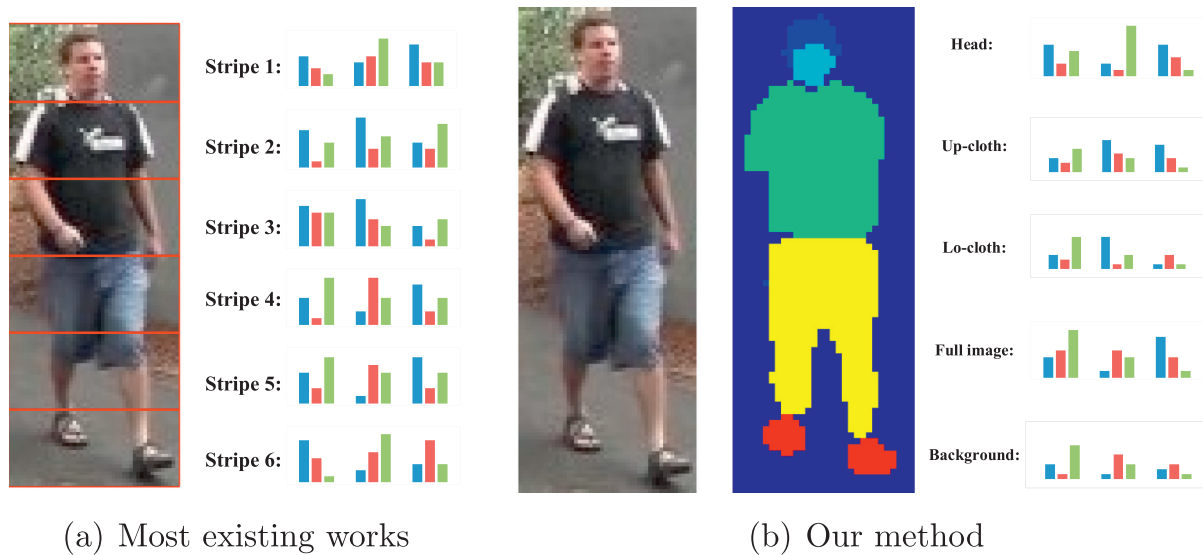 Stripe 1:
Stripe 2:
Stripe 3:
Stripe 4:
Stripe 5:
Stripe 6:
(a) Most existing works
Head:
Up-cloth:
Lo-cloth:
Full image:
Background:
(b) Our method